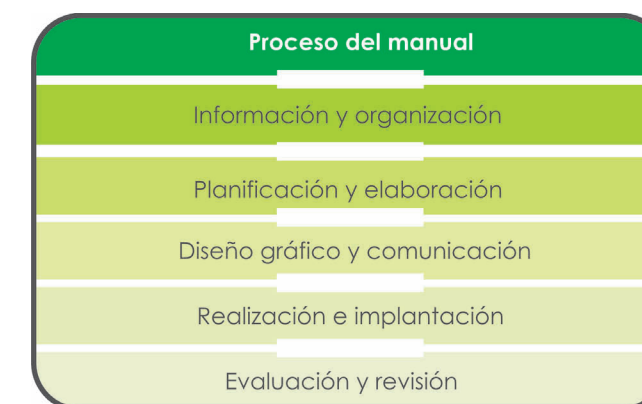 Proceso del manual
Información y organización
Planificación y elaboración
Diseño gráfico y comunicación
Realización e implantación
Evaluación y revisión